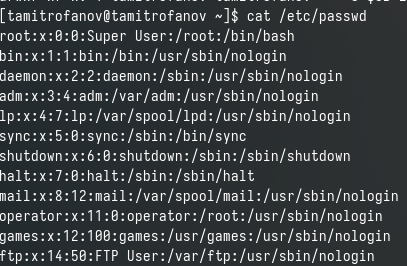 [tamitrofanov@tamitrofanov ~]$ cat /etc/passwd
root:x:0:0:Super User:/root:/bin/bash
bin:x:1:1:bin:/bin:/usr/sbin/nologin
daemon:x:2:2:daemon:/sbin:/usr/sbin/nologin
adm:x:3:4:adm:/var/adm:/usr/sbin/nologin
lp:x:4:7:lp:/var/spool/lpd:/usr/sbin/nologin
sync:x:5:0:sync:/sbin:/bin/sync
shutdown:x:6:0:shutdown:/sbin:/sbin/shutdown
halt:x:7:0:halt:/sbin:/sbin/halt
mail:x:8:12:mail:/var/spool/mail:/usr/sbin/nologin
operator:x:11:0:operator:/root:/usr/sbin/nologin
games:x:12:100:games:/usr/games:/usr/sbin/nologin
ftp:x:14:50:FTP User:/var/ftp:/usr/sbin/nologin